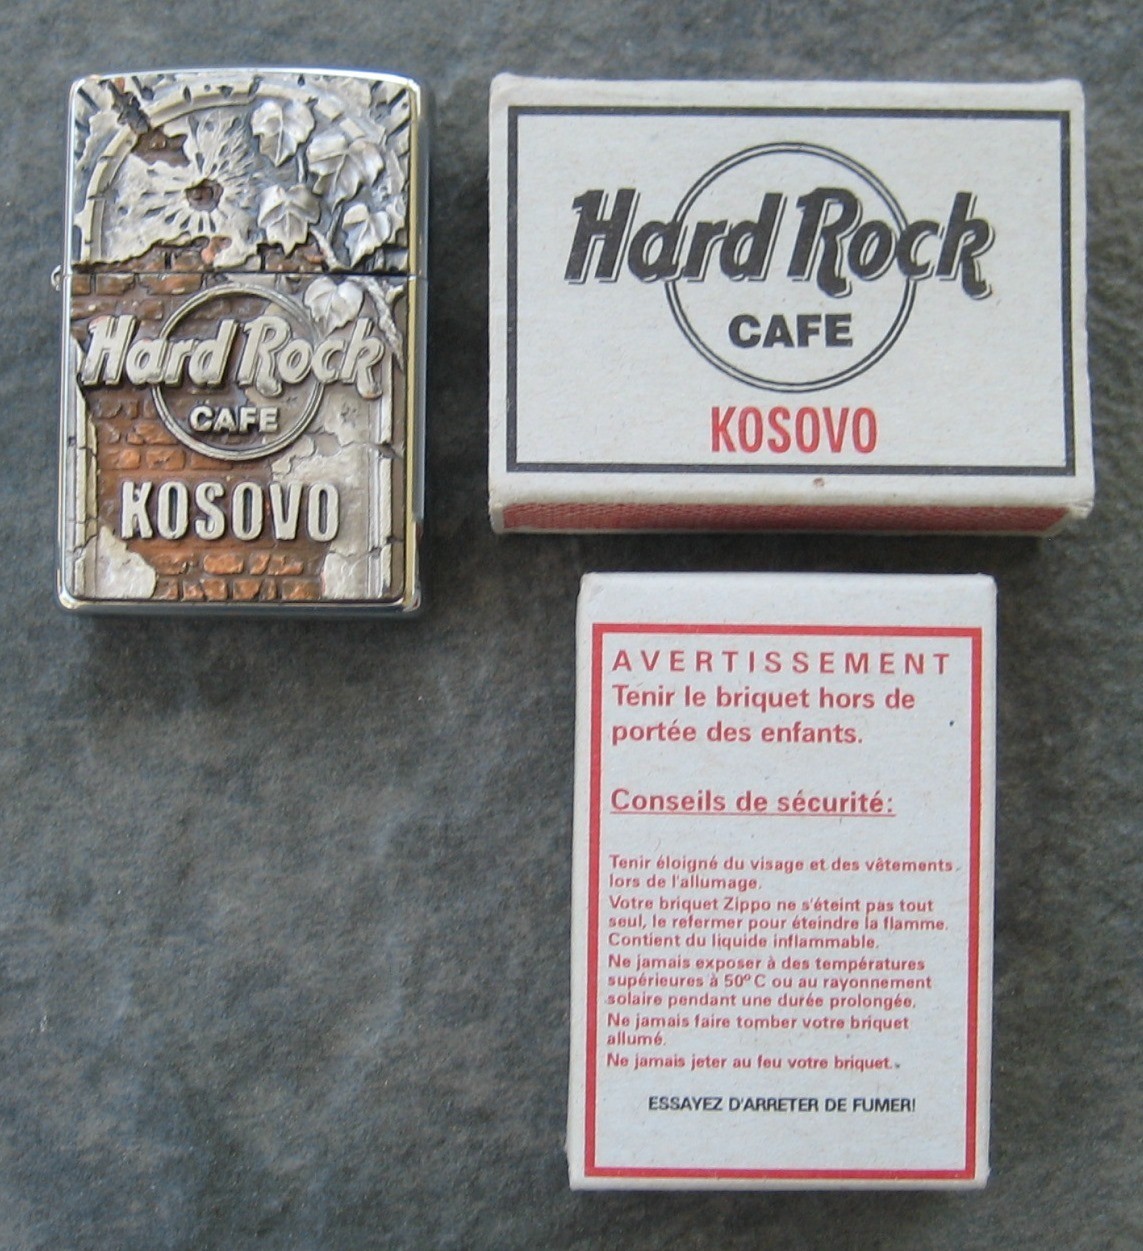 Hard Rock
CAFE
KOSOVO
Hard Rock
CAFE
KOSOVO
AVERTISSEMENT
Tenir le briquet hors de
portée des enfants.
Conseils de sécurité:
Tenir éloigné du visage et des vêtements
lors de l'allumage.
Votre briquet Zippo ne s'éteint pas tout
seul, le refermer pour éteindre la flamme.
Contient du liquide inflammable.
Ne jamais exposer à des températures
supérieures à 50°C ou au rayonnement
solaire pendant une durée prolongée.
Ne jamais faire tomber votre briquet
allumé.
Ne jamais jeter au feu votre briquet.
ESSAYEZ D'ARRETER DE FUMER!